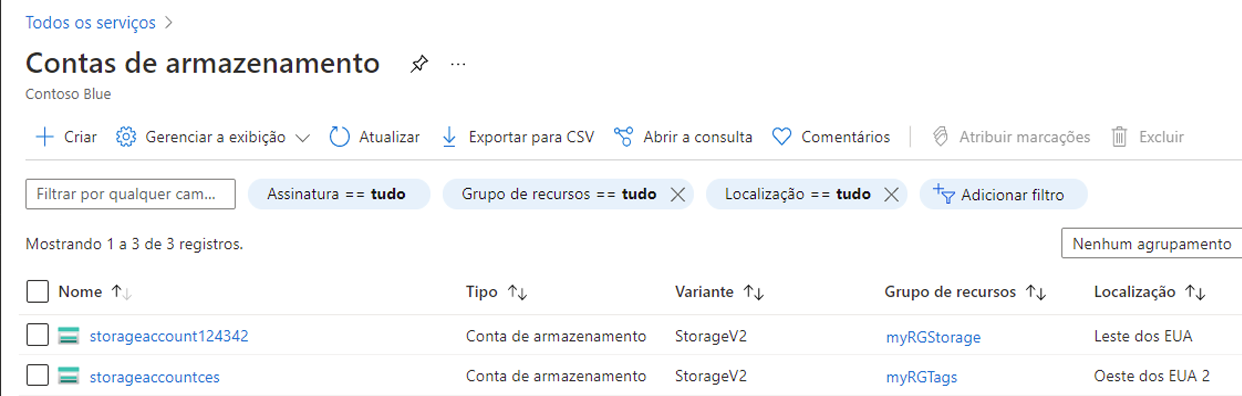 Todos os serviços >
Contas de armazenamento ...
Contoso Blue
Criar Gerenciar a exibição Atualizar Exportar para CSV Abrir a consulta Comentários Atribuir marcações Excluir
Filtrar por qualquer cam... Assinatura == tudo Grupo de recursos == tudo Localização == tudo Adicionar filtro
Mostrando 1 a 3 de 3 registros. Nenhum agrupamento
Nome Tipo Variante Grupo de recursos Localização
storageaccount124342 Conta de armazenamento StorageV2 myRGStorage Leste dos EUA
storageaccountces Conta de armazenamento StorageV2 myRGTags Oeste dos EUA 2